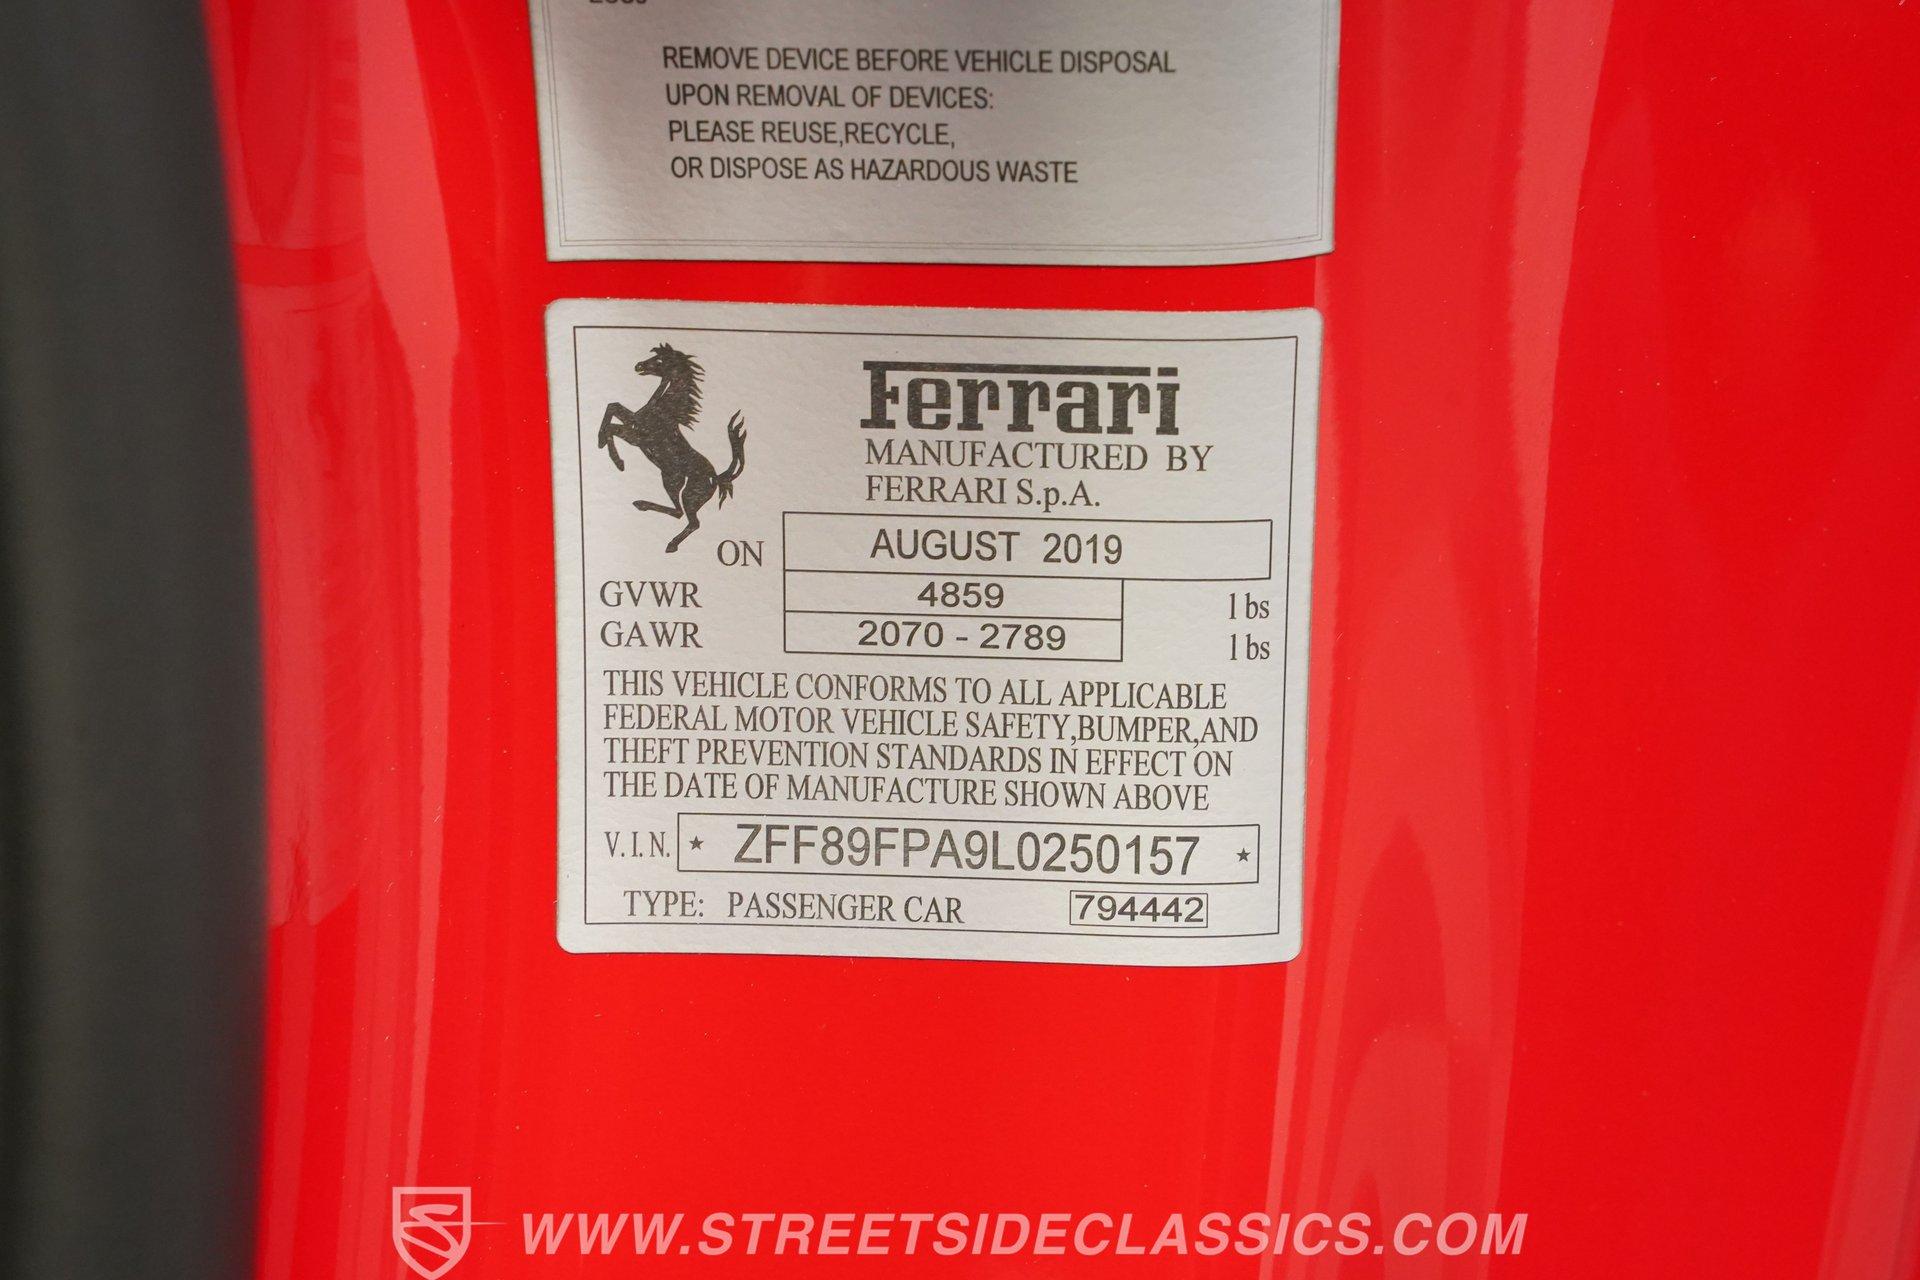 REMOVE DEVICE BEFORE VEHICLE DISPOSAL
UPON REMOVAL OF DEVICES:
PLEASE REUSE,RECYCLE,
OR DISPOSE AS HAZARDOUS WASTE
Ferrari
MANUFACTURED BY
FERRARI S.p.A.
ON AUGUST 2019
GVWR 4859 lbs
GAWR 2070 - 2789 lbs
THIS VEHICLE CONFORMS TO ALL APPLICABLE
FEDERAL MOTOR VEHICLE SAFETY,BUMPER,AND
THEFT PREVENTION STANDARDS IN EFFECT ON
THE DATE OF MANUFACTURE SHOWN ABOVE
V.I.N. ★ ZFF89FPA9L0250157 ★
TYPE: PASSENGER CAR 794442
WWW.STREETSIDECLASSICS.COM